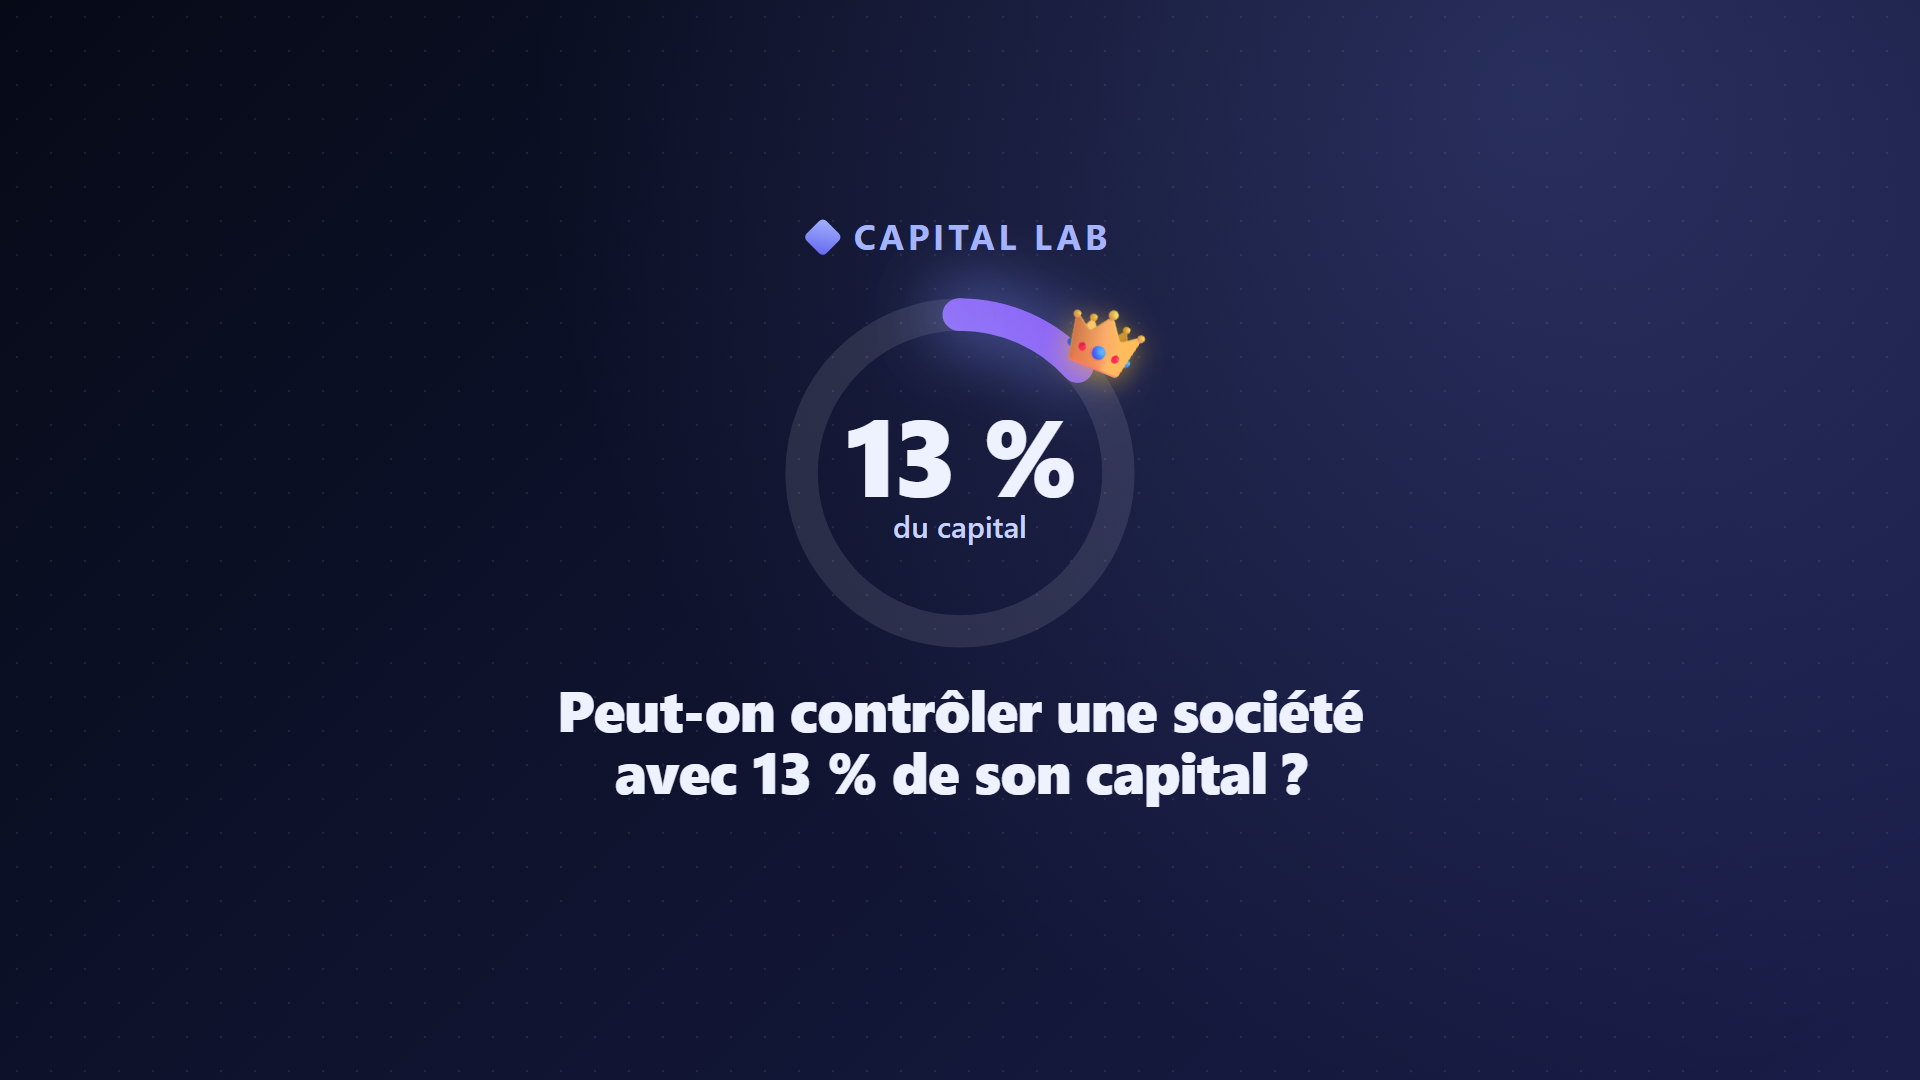 CAPITAL LAB
13 %
du capital
Peut-on contrôler une société
avec 13 % de son capital ?